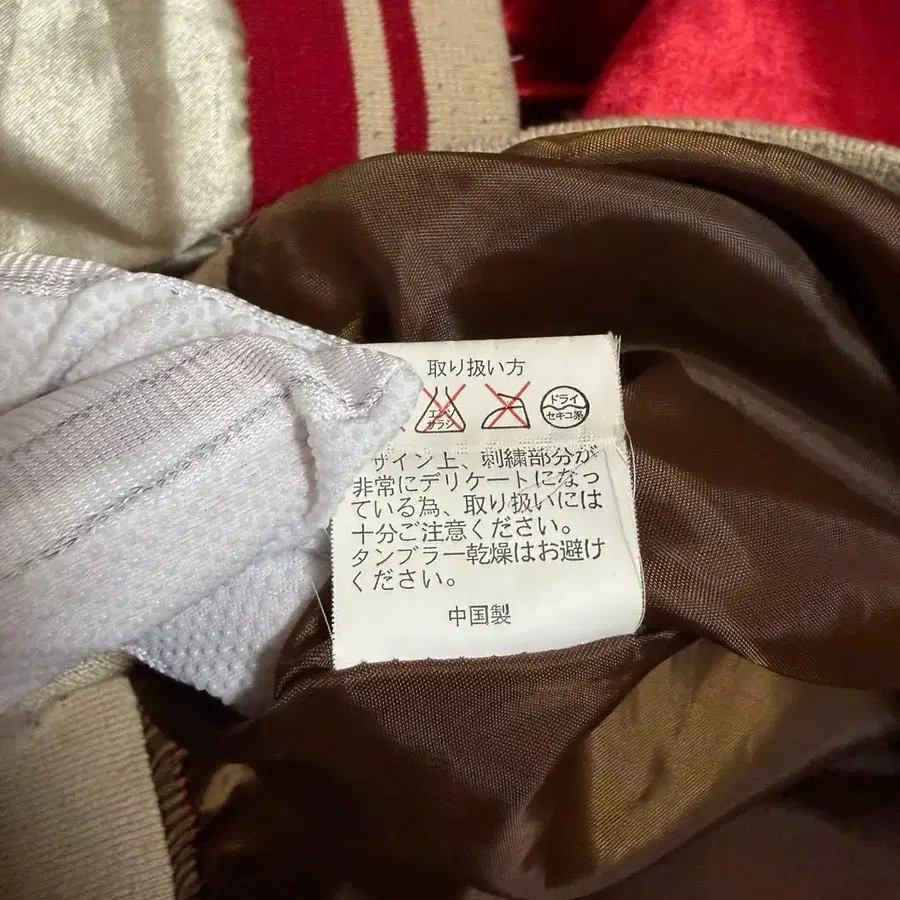 取り扱い方
エンソ
サラシ
ドライ
セキユ系
ザイン上、刺繍部分が
非常にデリケートになっ
ている為、取り扱いには
十分ご注意ください。
タンブラー乾燥はお避け
ください。
中国製